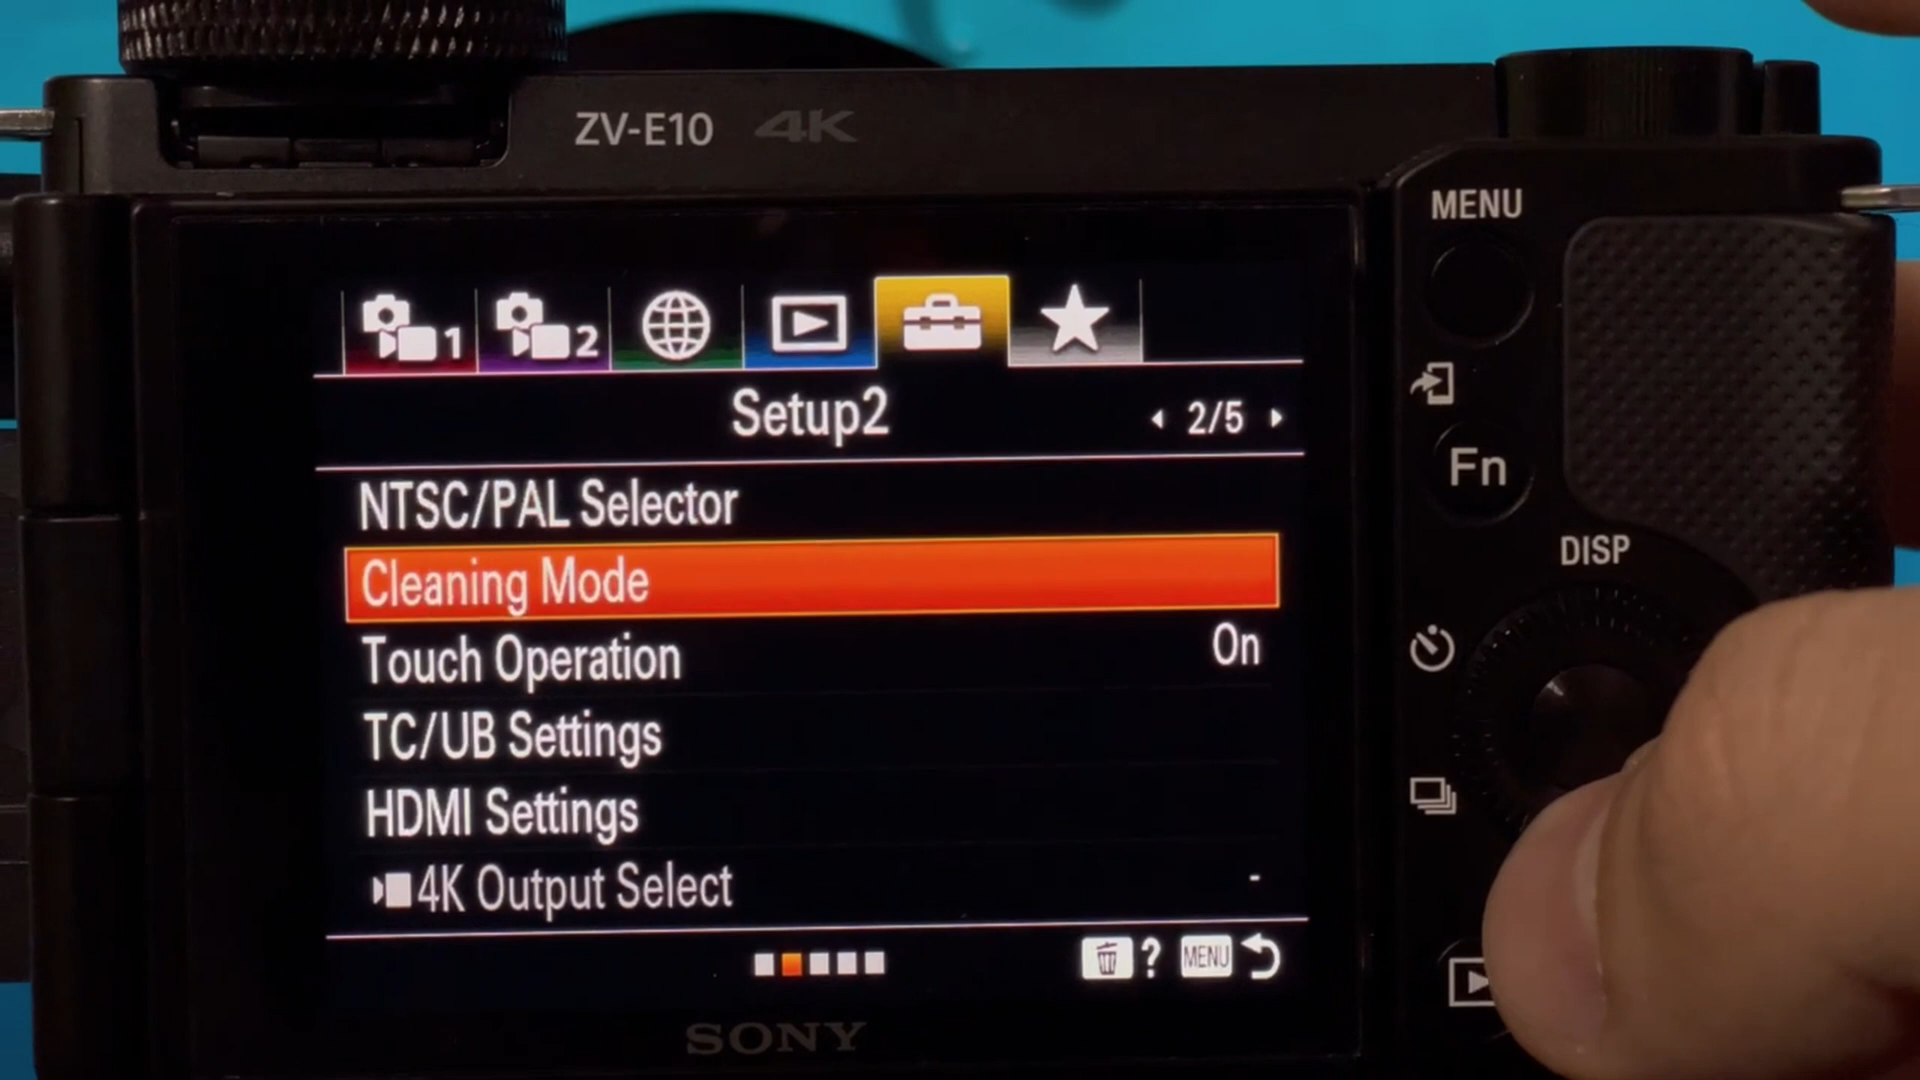 ZV-E10 4K
MENU
1 2
Setup2 2/5
Fn
NTSC/PAL Selector
DISP
Cleaning Mode
Touch Operation On
TC/UB Settings
HDMI Settings
4K Output Select -
? MENU
SONY